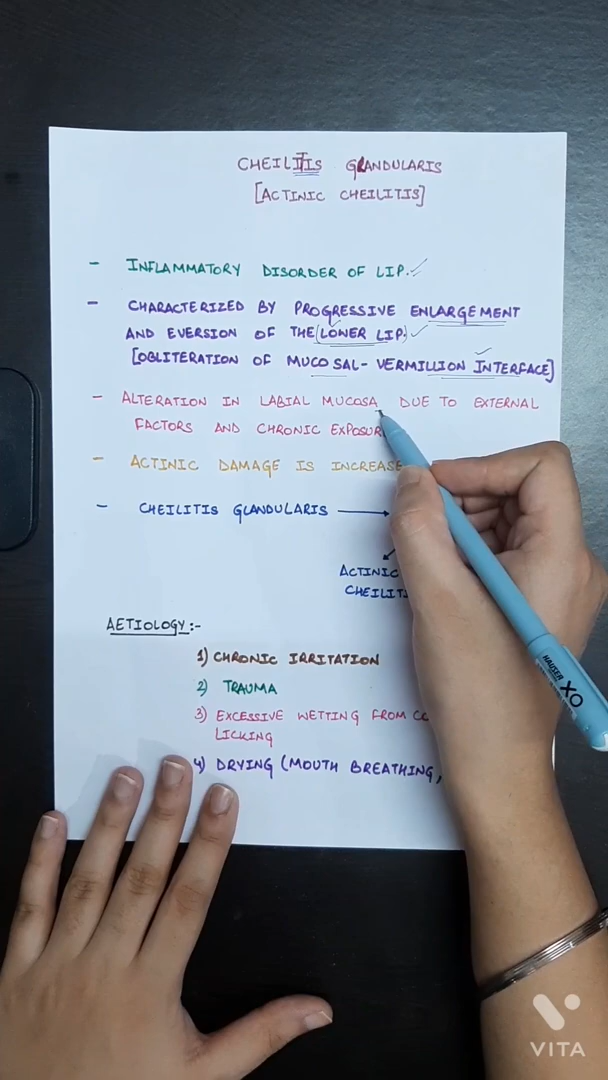 CHEILITIS GLANDULARIS
[ACTINIC CHEILITIS]
- INFLAMMATORY DISORDER OF LIP.
- CHARACTERIZED BY PROGRESSIVE ENLARGEMENT
AND EVERSION OF THE (LOWER LIP.)
[OBLITERATION OF MUCOSAL-VERMILLION INTERFACE]
- ALTERATION IN LABIAL MUCOSA DUE TO EXTERNAL
FACTORS AND CHRONIC
- ACTINIC DAMAGE IS
- CHEILITIS GLANDULARIS →
ACTINIC
AETIOLOGY:-
1) CHRONIC IRRITATION
2) TRAUMA
3) EXCESSIVE WETTING FROM
LICKING
4) DRYING (MOUTH BREATHING,
HAUSER XO
VITA